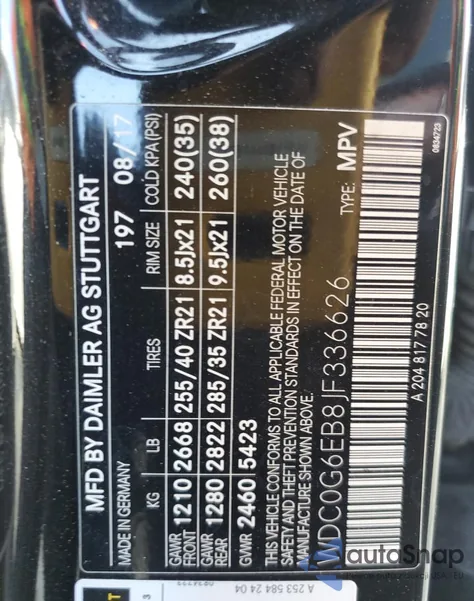 MFD BY DAIMLER AG STUTTGART
MADE IN GERMANY 197 08/17
KG LB TIRES RIM SIZE COLD KPA (PSI)
GAWR FRONT 1210 2668 255/40 ZR21 8.5Jx21 240(35)
GAWR REAR 1280 2822 285/35 ZR21 9.5Jx21 260(38)
GVWR 2460 5423
THIS VEHICLE CONFORMS TO ALL APPLICABLE FEDERAL MOTOR VEHICLE
SAFETY AND THEFT PREVENTION STANDARDS IN EFFECT ON THE DATE OF
MANUFACTURE SHOWN ABOVE.
TYPE: MPV
WDC0G6EB8JF336626
A 204 817 78 20
0834723
A 253 584 24 04
autoSnap